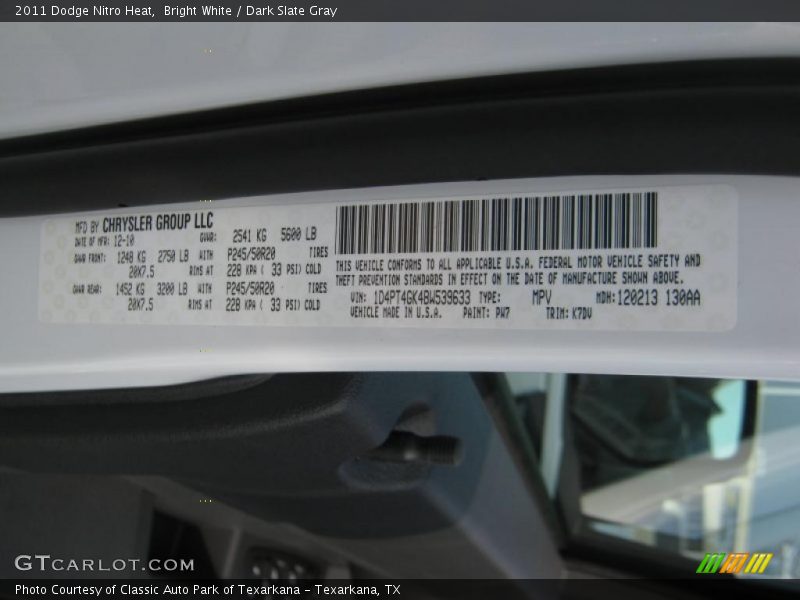 2011 Dodge Nitro Heat, Bright White / Dark Slate Gray
MFD BY CHRYSLER GROUP LLC
DATE OF MFR: 12-10 GVWR: 2541 KG 5600 LB
GAWR FRONT: 1248 KG 2750 LB WITH P245/50R20 TIRES
20X7.5 RIMS AT 228 KPA ( 33 PSI) COLD
GAWR REAR: 1452 KG 3200 LB WITH P245/50R20 TIRES
20X7.5 RIMS AT 228 KPA ( 33 PSI) COLD
THIS VEHICLE CONFORMS TO ALL APPLICABLE U.S.A. FEDERAL MOTOR VEHICLE SAFETY AND
THEFT PREVENTION STANDARDS IN EFFECT ON THE DATE OF MANUFACTURE SHOWN ABOVE.
VIN: 1D4PT4GK4BW539633 TYPE: MPV MDH:120213 130AA
VEHICLE MADE IN U.S.A. PAINT: PW7 TRIM: K7DV
GTCARLOT.COM
Photo Courtesy of Classic Auto Park of Texarkana - Texarkana, TX